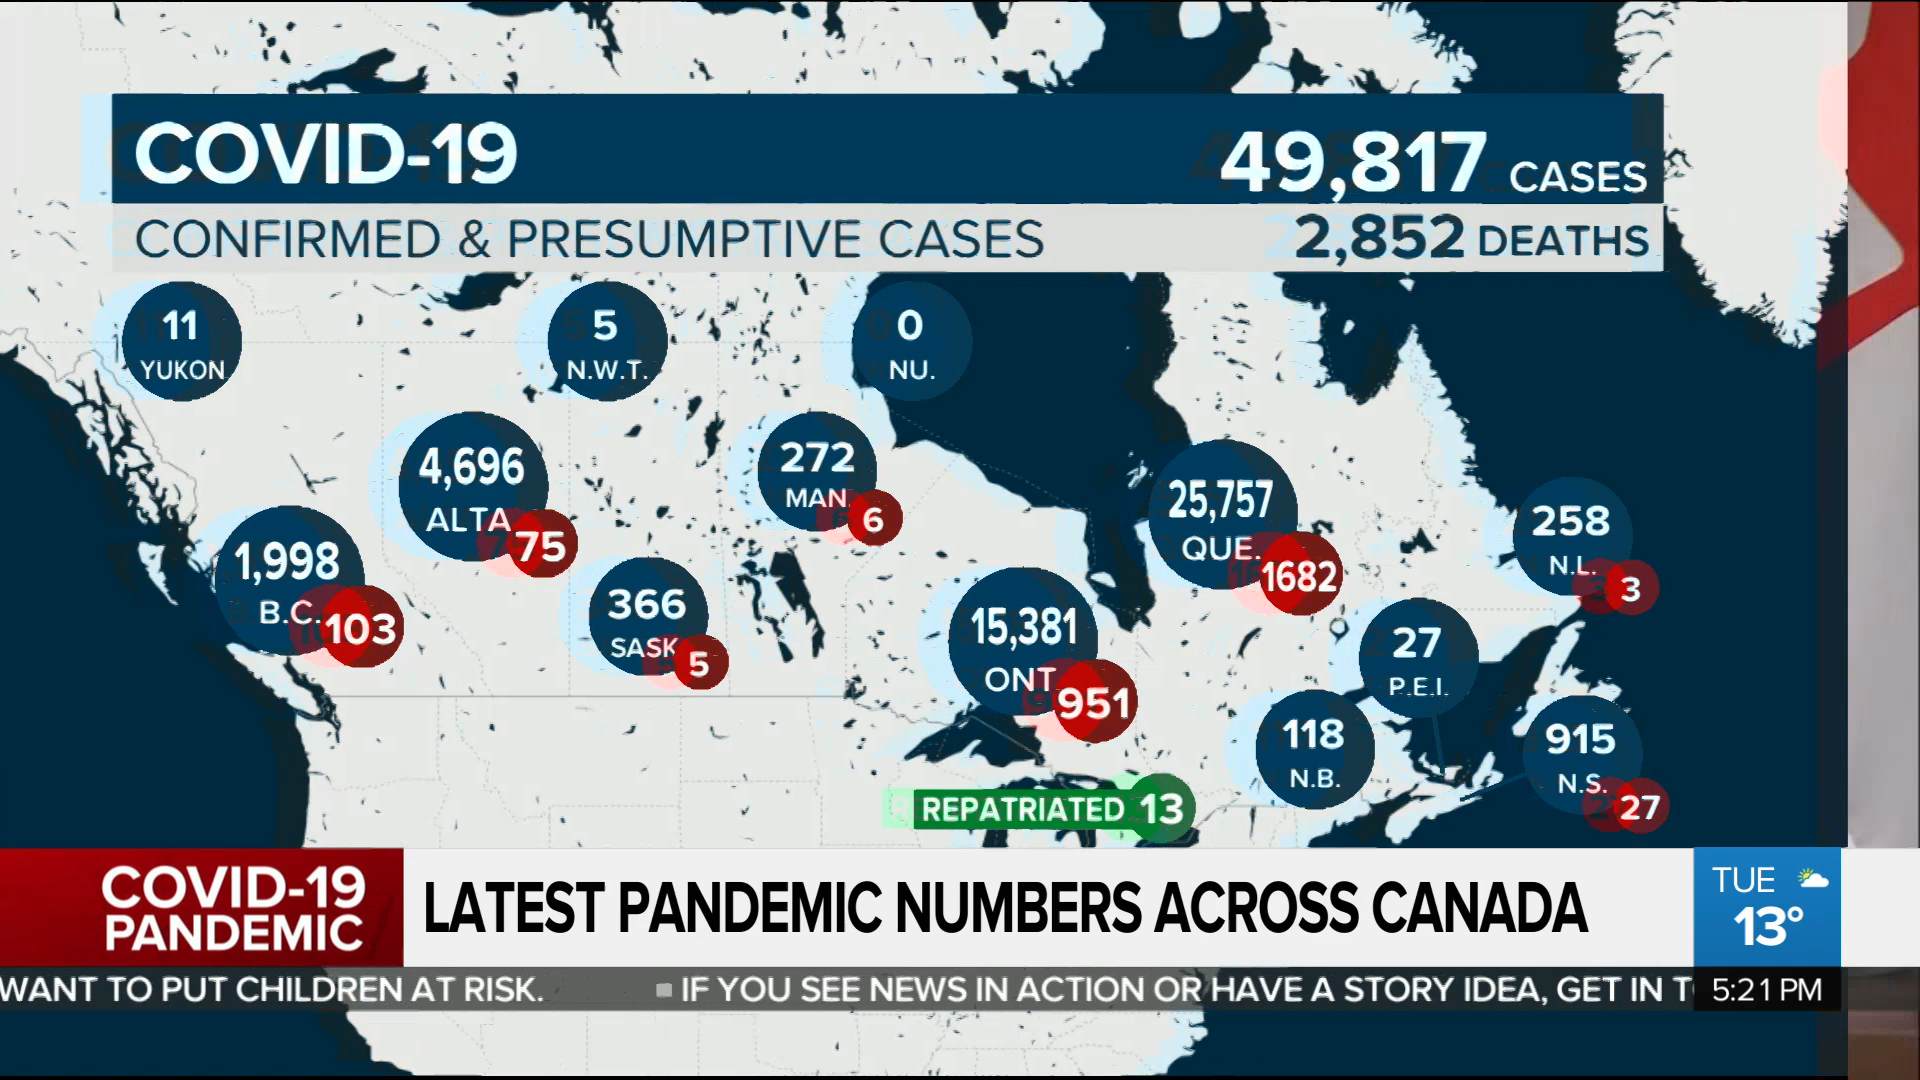 COVID-19
49,817 CASES
CONFIRMED & PRESUMPTIVE CASES
2,852 DEATHS
11
YUKON
5
N.W.T.
0
NU.
4,696
ALTA
75
272
MAN.
6
25,757
QUE.
1682
258
N.L.
3
1,998
B.C.
103
366
SASK
5
15,381
ONT
951
27
P.E.I.
118
N.B.
915
N.S.
27
REPATRIATED 13
COVID-19
PANDEMIC
LATEST PANDEMIC NUMBERS ACROSS CANADA
TUE
13°
WANT TO PUT CHILDREN AT RISK. IF YOU SEE NEWS IN ACTION OR HAVE A STORY IDEA, GET IN
5:21 PM